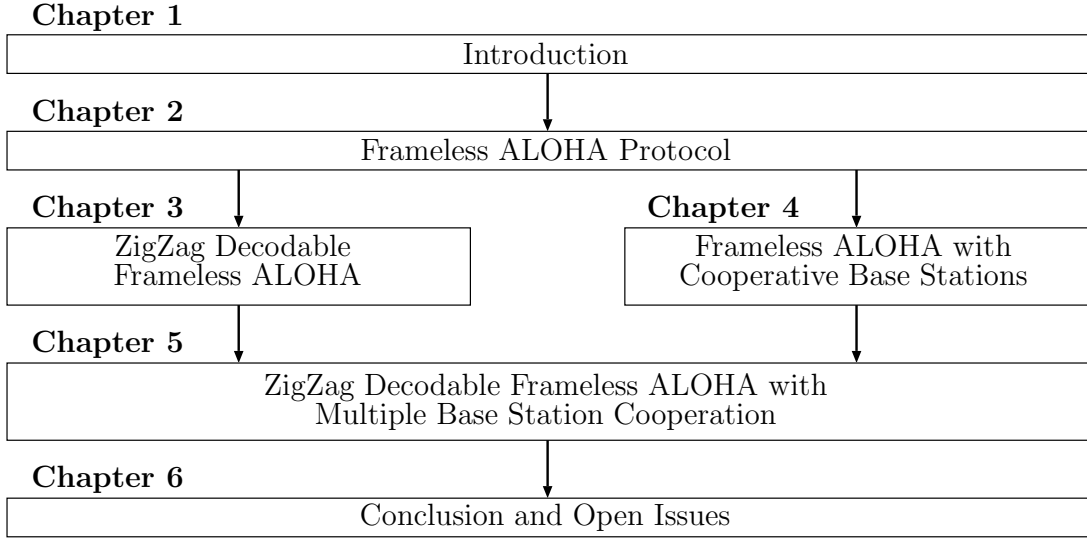 Chapter 1
Introduction
Chapter 2
Frameless ALOHA Protocol
Chapter 3
ZigZag Decodable
Frameless ALOHA
Chapter 4
Frameless ALOHA with
Cooperative Base Stations
Chapter 5
ZigZag Decodable Frameless ALOHA with
Multiple Base Station Cooperation
Chapter 6
Conclusion and Open Issues